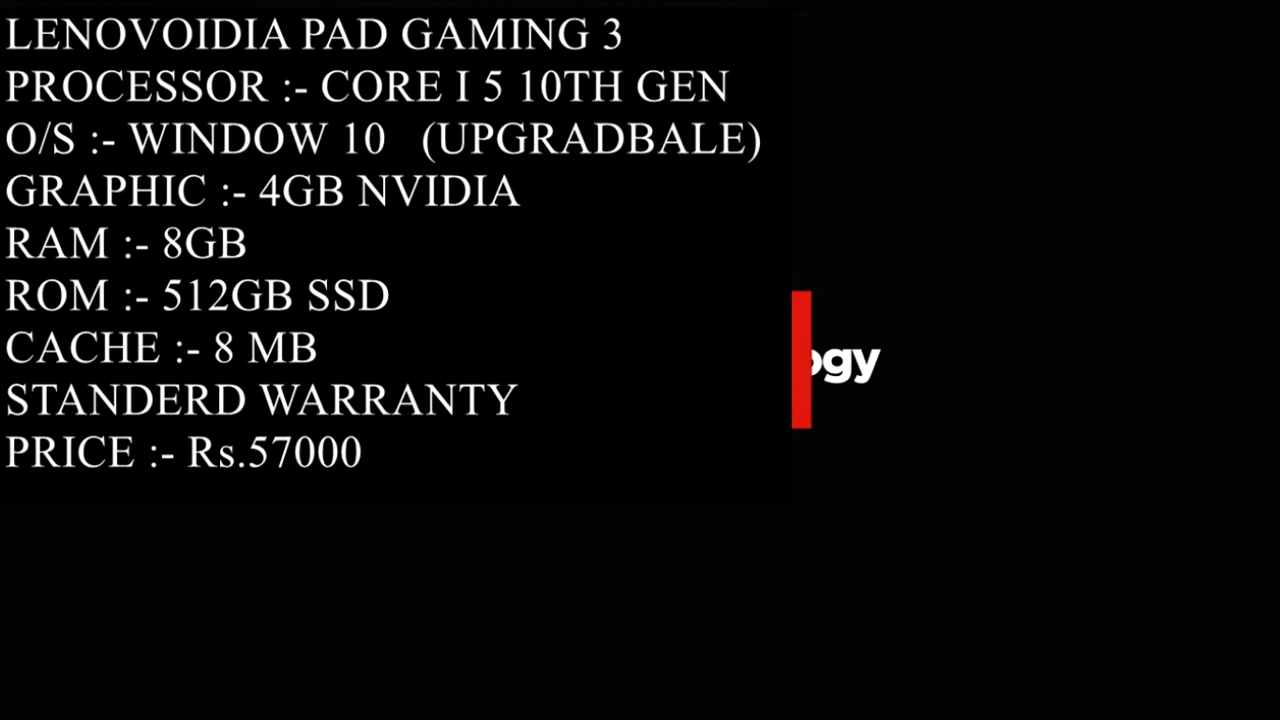 LENOVOIDIA PAD GAMING 3
PROCESSOR :- CORE I 5 10TH GEN
O/S :- WINDOW 10 (UPGRADBALE)
GRAPHIC :- 4GB NVIDIA
RAM :- 8GB
ROM :- 512GB SSD
CACHE :- 8 MB
STANDERD WARRANTY
PRICE :- Rs.57000
ogy